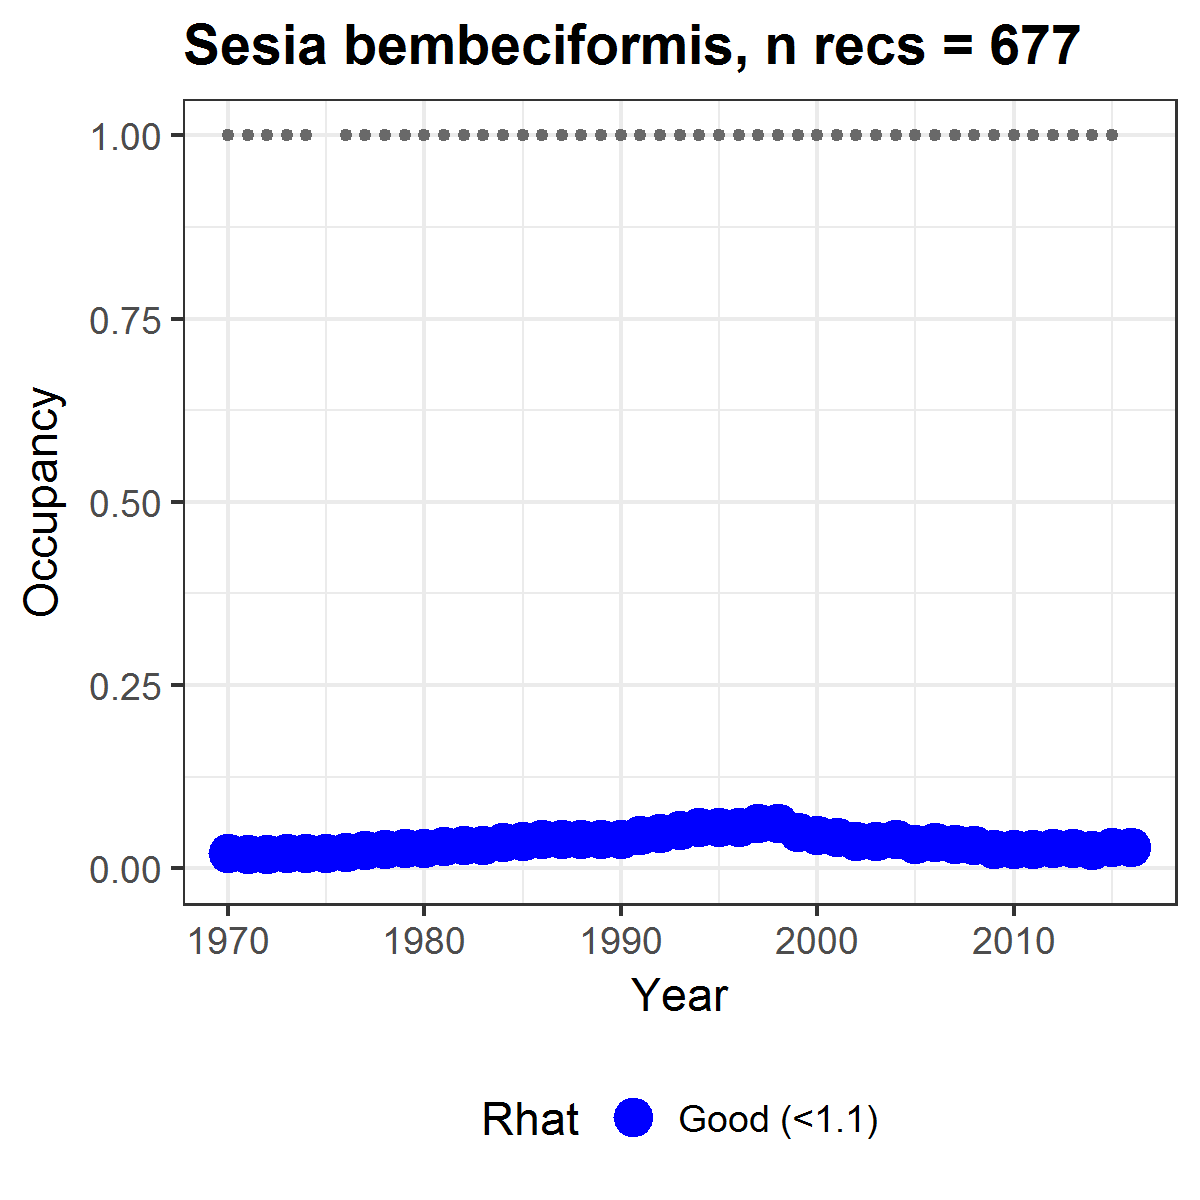 Sesia bembeciformis, n recs = 677
1.00
0.75
0.50
0.25
0.00
Occupancy
1970 1980 1990 2000 2010
Year
Rhat Good (<1.1)